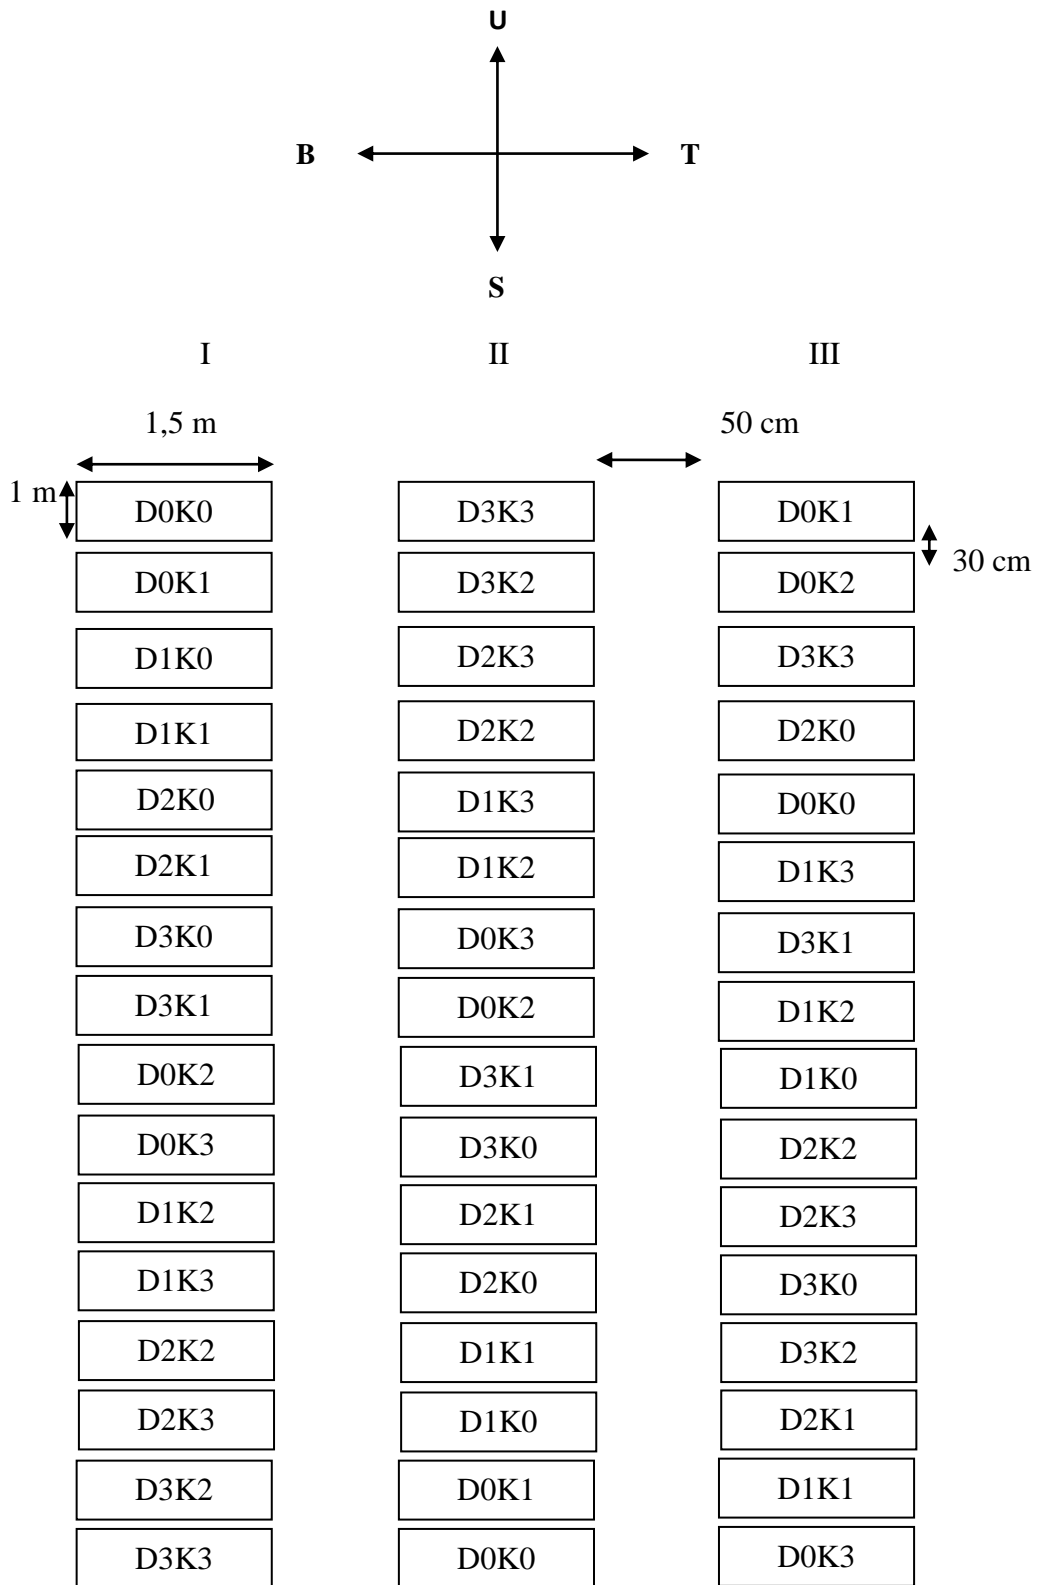 U
B T
S
I II III
1,5 m 50 cm
1 m D0K0 D3K3 D0K1
30 cm
D0K1 D3K2 D0K2
D1K0 D2K3 D3K3
D1K1 D2K2 D2K0
D2K0 D1K3 D0K0
D2K1 D1K2 D1K3
D3K0 D0K3 D3K1
D3K1 D0K2 D1K2
D0K2 D3K1 D1K0
D0K3 D3K0 D2K2
D1K2 D2K1 D2K3
D1K3 D2K0 D3K0
D2K2 D1K1 D3K2
D2K3 D1K0 D2K1
D3K2 D0K1 D1K1
D3K3 D0K0 D0K3